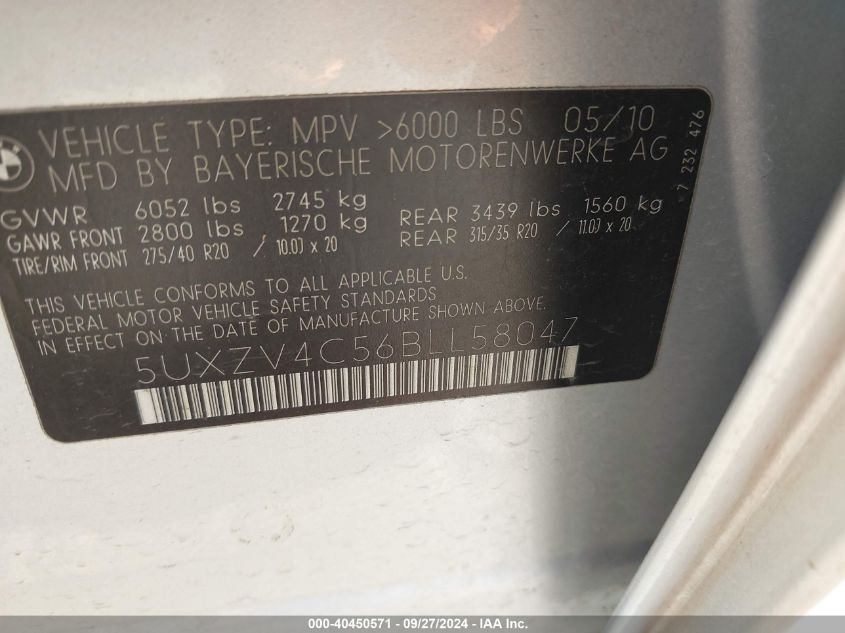 VEHICLE TYPE: MPV >6000 LBS 05/10
MFD BY BAYERISCHE MOTORENWERKE AG
GVWR 6052 lbs 2745 kg
GAWR FRONT 2800 lbs 1270 kg REAR 3439 lbs 1560 kg
TIRE/RIM FRONT 275/40 R20 / 10.0J x 20 REAR 315/35 R20 / 11.0J x 20
THIS VEHICLE CONFORMS TO ALL APPLICABLE U.S.
FEDERAL MOTOR VEHICLE SAFETY STANDARDS
IN EFFECT ON THE DATE OF MANUFACTURE SHOWN ABOVE.
5UXZV4C56BLL58047
7 232 476
000-40450571 - 09/27/2024 - IAA Inc.